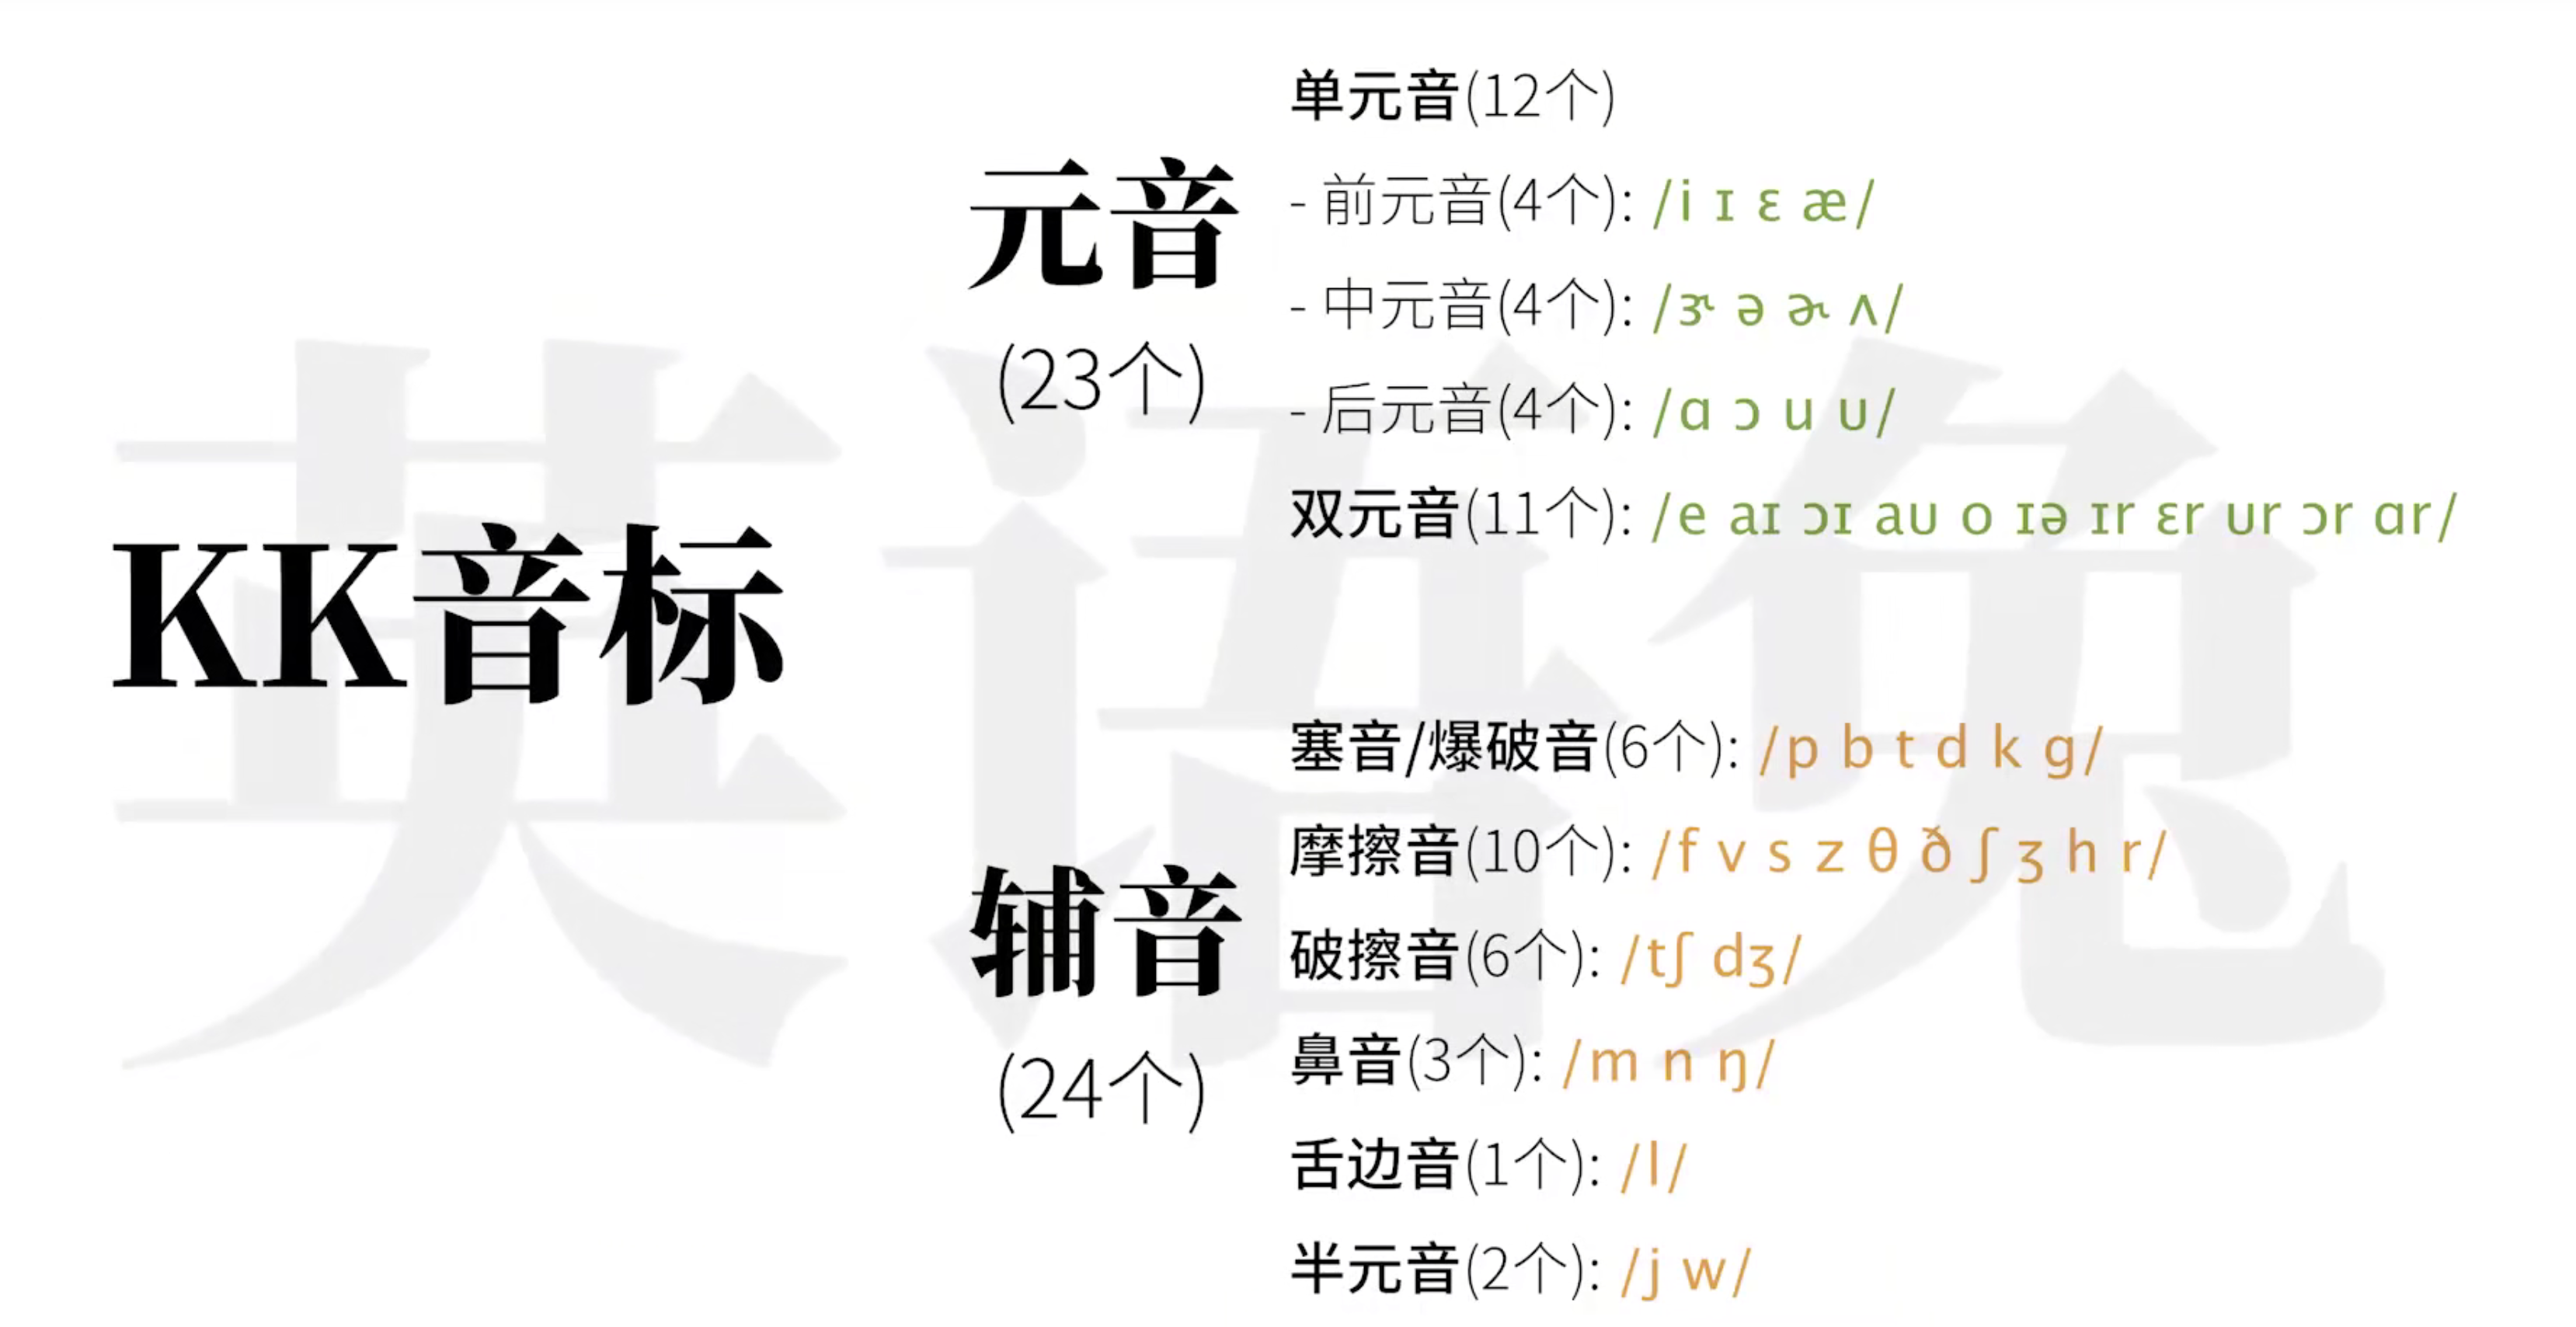 KK音标
元音
(23个)
单元音(12个)
- 前元音(4个): /i ɪ ɛ æ/
- 中元音(4个): /ɝ ə ɚ ʌ/
- 后元音(4个): /ɑ ɔ u ᴜ/
双元音(11个): /e aɪ ɔɪ aᴜ o ɪə ɪr ɛr ᴜr ɔr ɑr/
辅音
(24个)
塞音/爆破音(6个): /p b t d k g/
摩擦音(10个): /f v s z θ ð ʃ ʒ h r/
破擦音(6个): /tʃ dʒ/
鼻音(3个): /m n ŋ/
舌边音(1个): /l/
半元音(2个): /j w/
英语兔